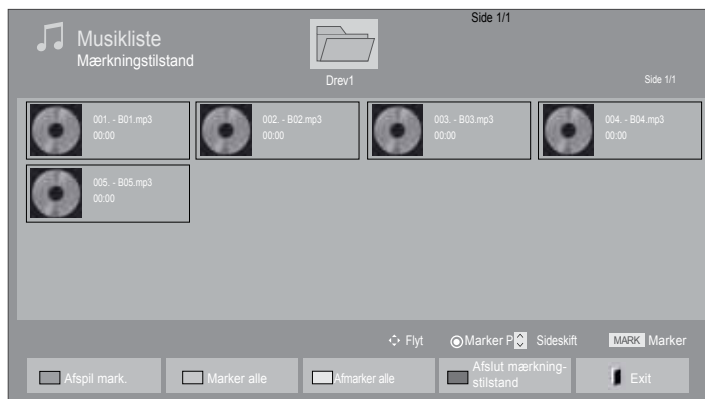 Side 1/1
Musikliste
Mærkningstilstand
Drev1
Side 1/1
001. - B01.mp3
00:00
002. - B02.mp3
00:00
003. - B03.mp3
00:00
004. - B04.mp3
00:00
005. - B05.mp3
00:00
Flyt
Marker P
Sideskift
MARK Marker
Afspil mark.
Marker alle
Afmarker alle
Afslut mærkning-
stilstand
Exit